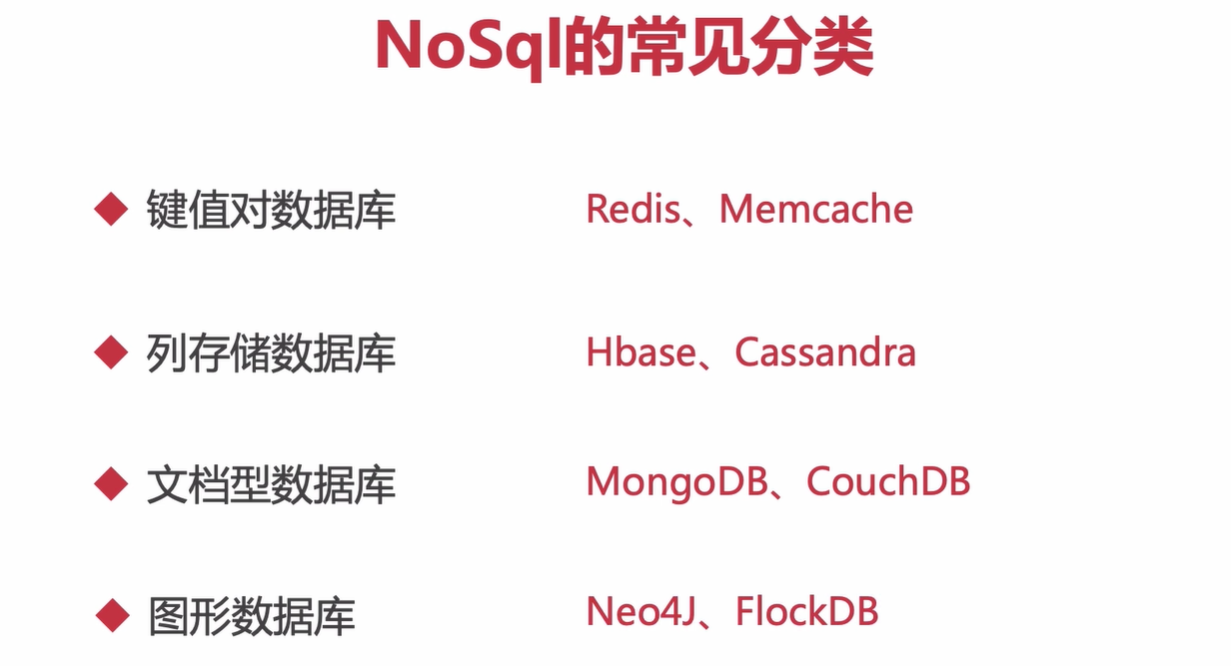 NoSql的常见分类
键值对数据库 Redis、Memcache
列存储数据库 Hbase、Cassandra
文档型数据库 MongoDB、CouchDB
图形数据库 Neo4J、FlockDB